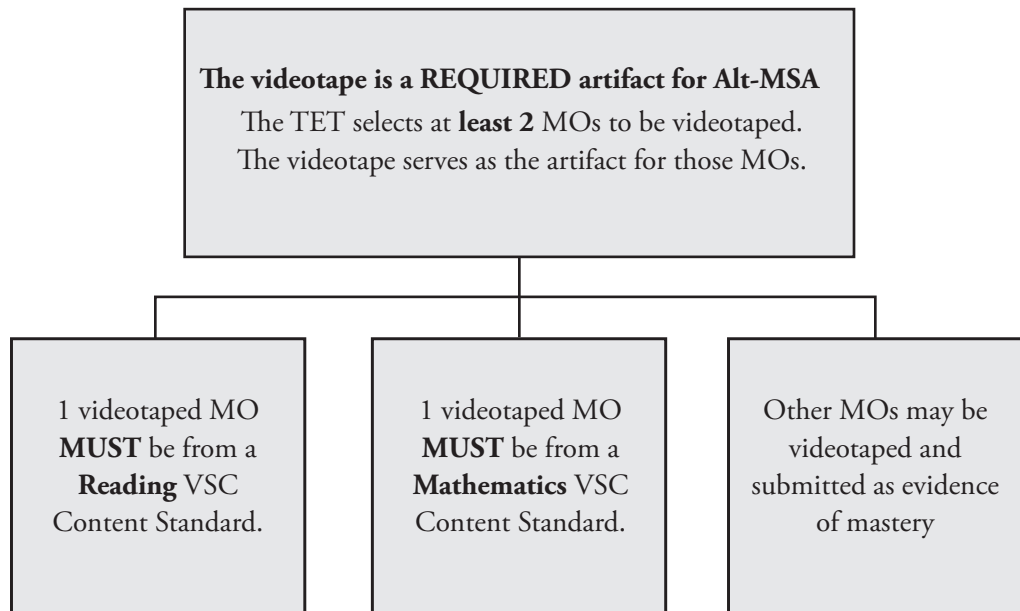 The videotape is a REQUIRED artifact for Alt-MSA
The TET selects at least 2 MOs to be videotaped.
The videotape serves as the artifact for those MOs.
1 videotaped MO
MUST be from a
Reading VSC
Content Standard.
1 videotaped MO
MUST be from a
Mathematics VSC
Content Standard.
Other MOs may be
videotaped and
submitted as evidence
of mastery